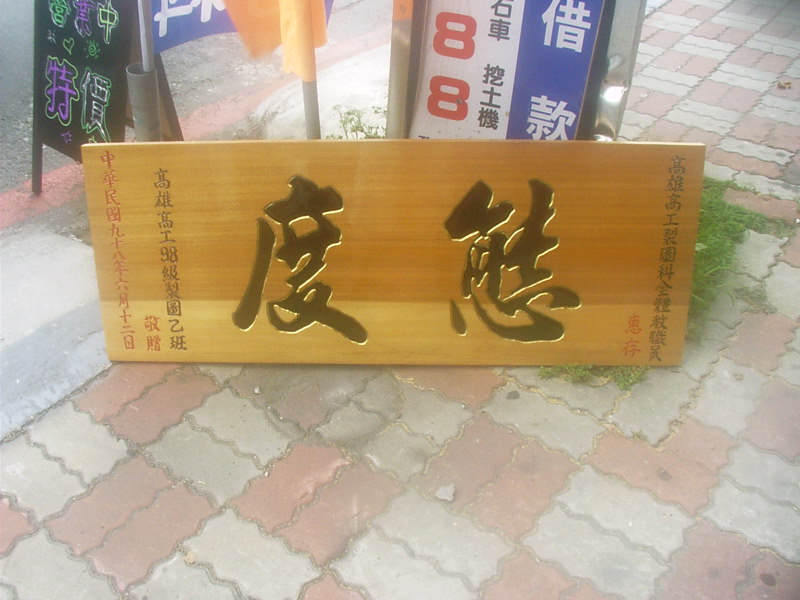 高雄高工製圖科全體教職員
惠存
態度
高雄高工98級製圖乙班
敬贈
中華民國九十八年六月十二日
借款
石車 挖土機
88
中價
特